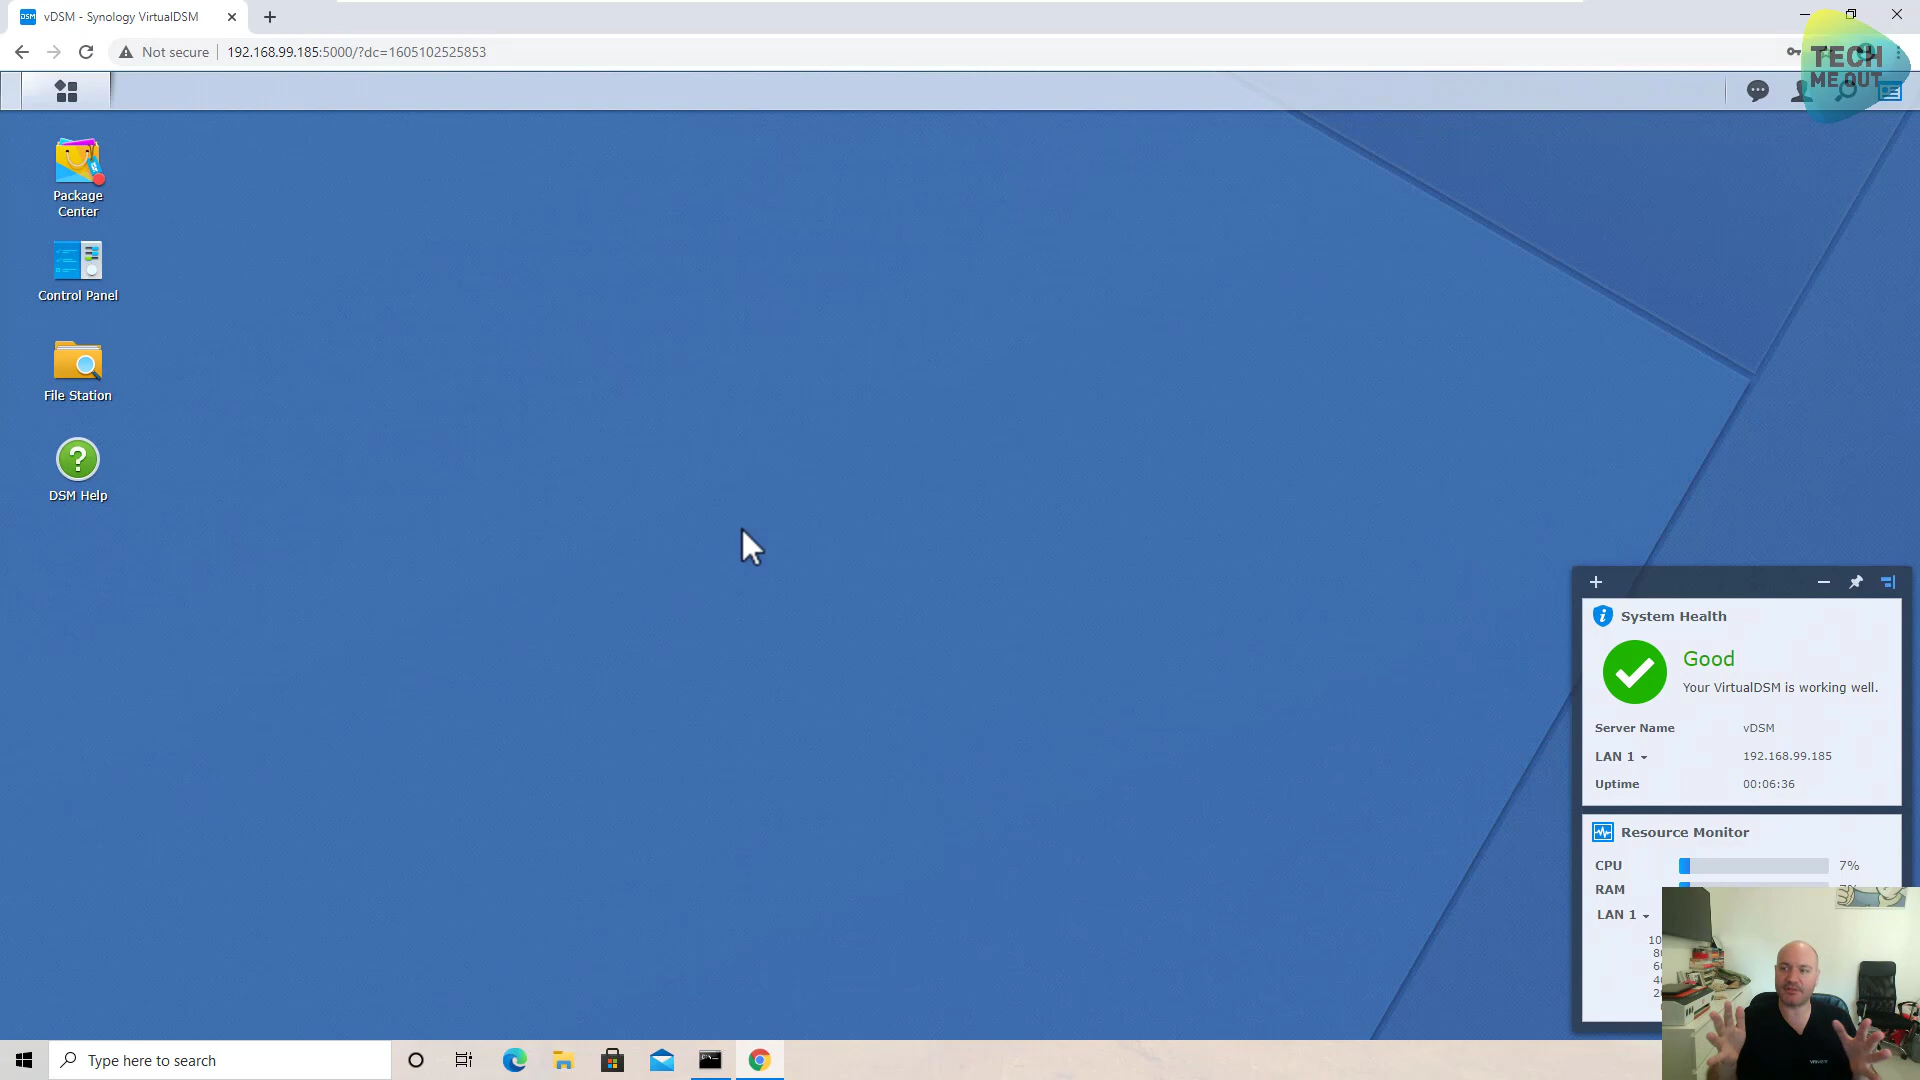 vDSM - Synology VirtualDSM
Not secure
192.168.99.185:5000/?dc=1605102525853
TECH
ME OUT
Package
Center
Control Panel
File Station
DSM Help
System Health
Good
Your VirtualDSM is working well.
Server Name vDSM
LAN 1 192.168.99.185
Uptime 00:06:36
Resource Monitor
CPU 7%
RAM
LAN 1
Type here to search